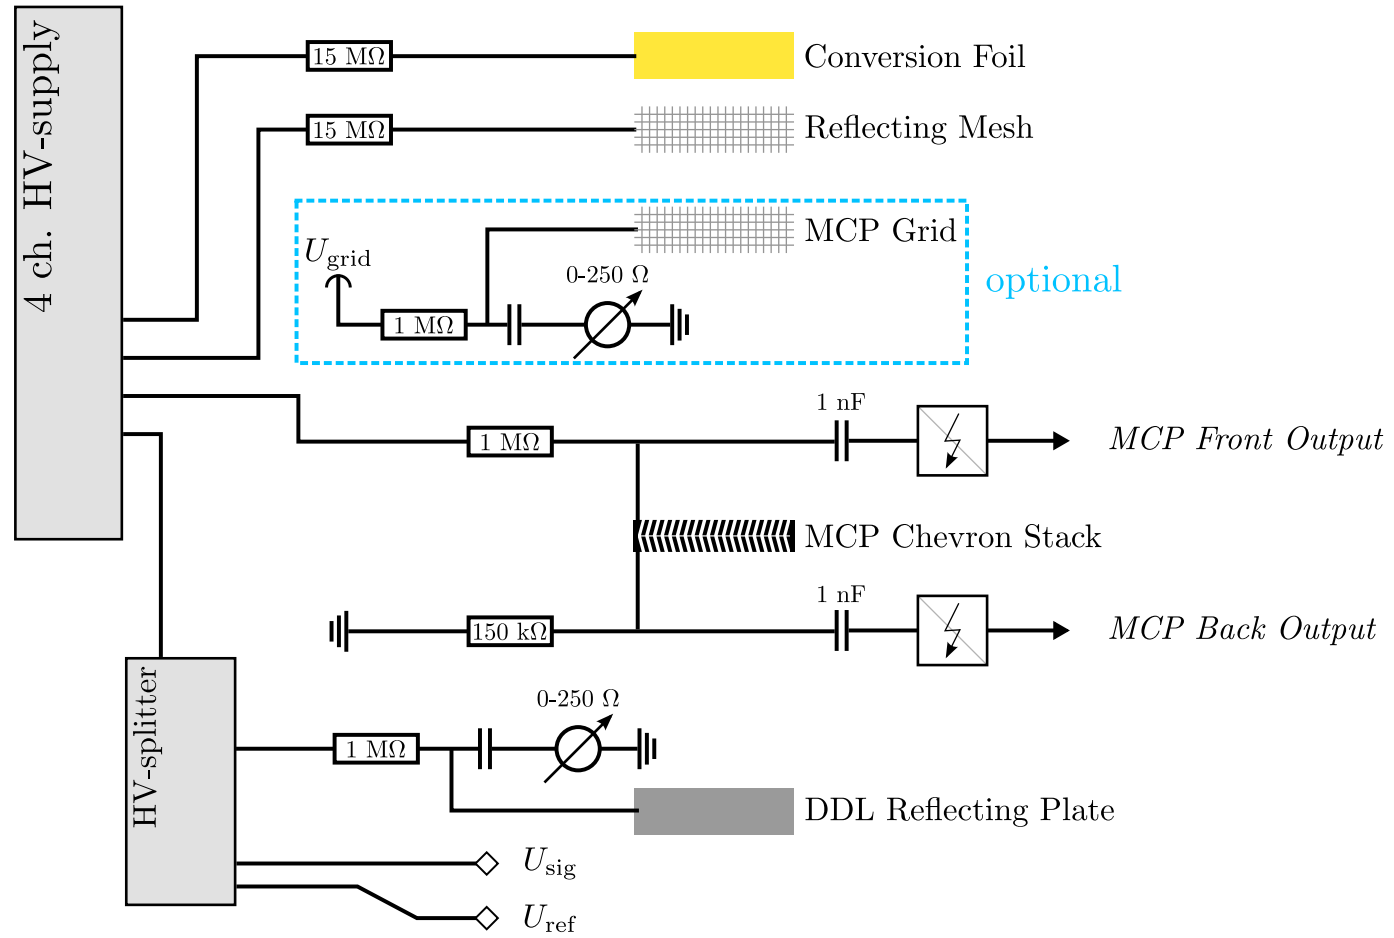 4 ch. HV-supply
15 MΩ
Conversion Foil
15 MΩ
Reflecting Mesh
MCP Grid
U_grid
0-250 Ω
optional
1 MΩ
1 nF
1 MΩ
MCP Front Output
MCP Chevron Stack
1 nF
150 kΩ
MCP Back Output
HV-splitter
0-250 Ω
1 MΩ
DDL Reflecting Plate
U_sig
U_ref